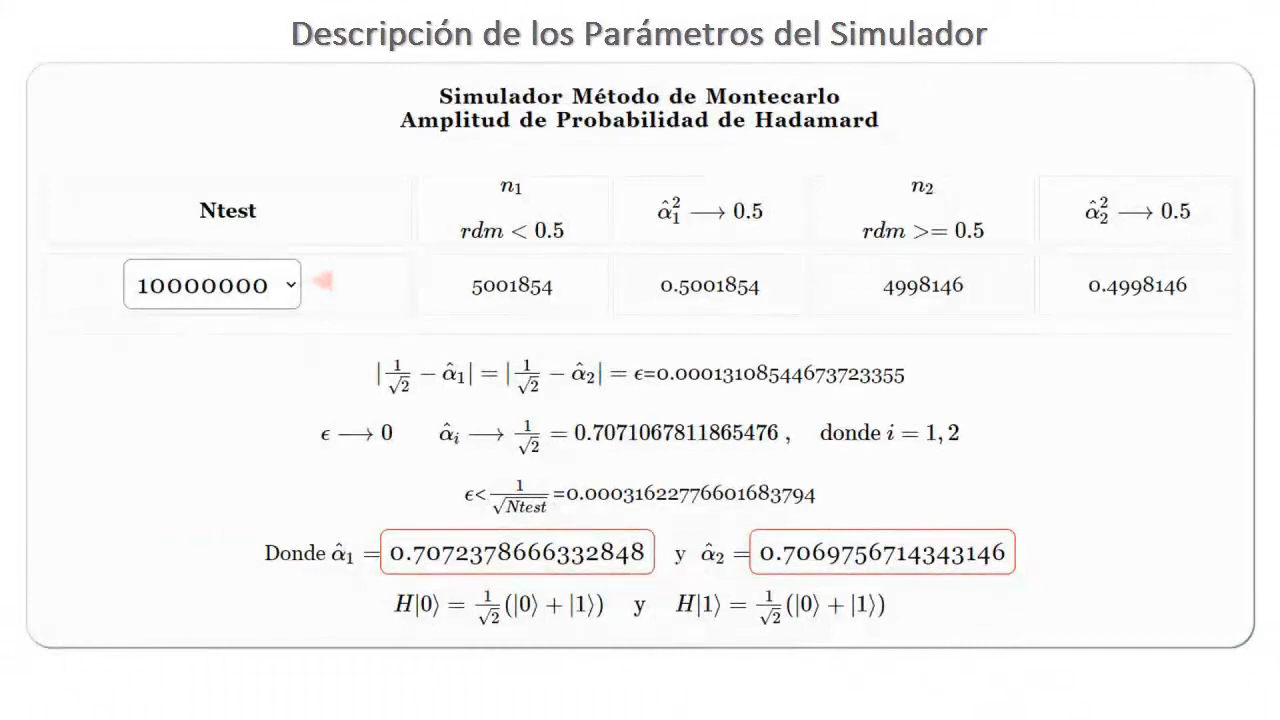 Descripción de los Parámetros del Simulador
Simulador Método de Montecarlo
Amplitud de Probabilidad de Hadamard
Ntest n₁ rdm < 0.5 α̂₁² ⟶ 0.5 n₂ rdm >= 0.5 α̂₂² ⟶ 0.5
10000000 5001854 0.5001854 4998146 0.4998146
|1/√2 − α̂₁| = |1/√2 − α̂₂| = ϵ=0.00013108544673723355
ϵ ⟶ 0 α̂ᵢ ⟶ 1/√2 = 0.7071067811865476 , donde i = 1, 2
ϵ< 1/√Ntest =0.00031622776601683794
Donde α̂₁ = 0.7072378666332848 y α̂₂ = 0.7069756714343146
H|0⟩ = 1/√2 (|0⟩ + |1⟩) y H|1⟩ = 1/√2 (|0⟩ + |1⟩)